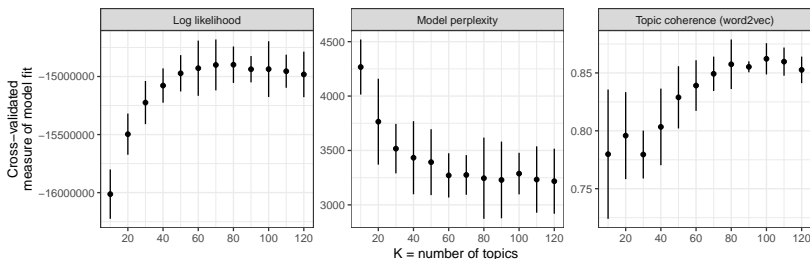 Log likelihood
Model perplexity
Topic coherence (word2vec)
Cross−validated
measure of model fit
−15000000
−15500000
−16000000
4500
4000
3500
3000
0.85
0.80
0.75
20 40 60 80 100 120
20 40 60 80 100 120
20 40 60 80 100 120
K = number of topics